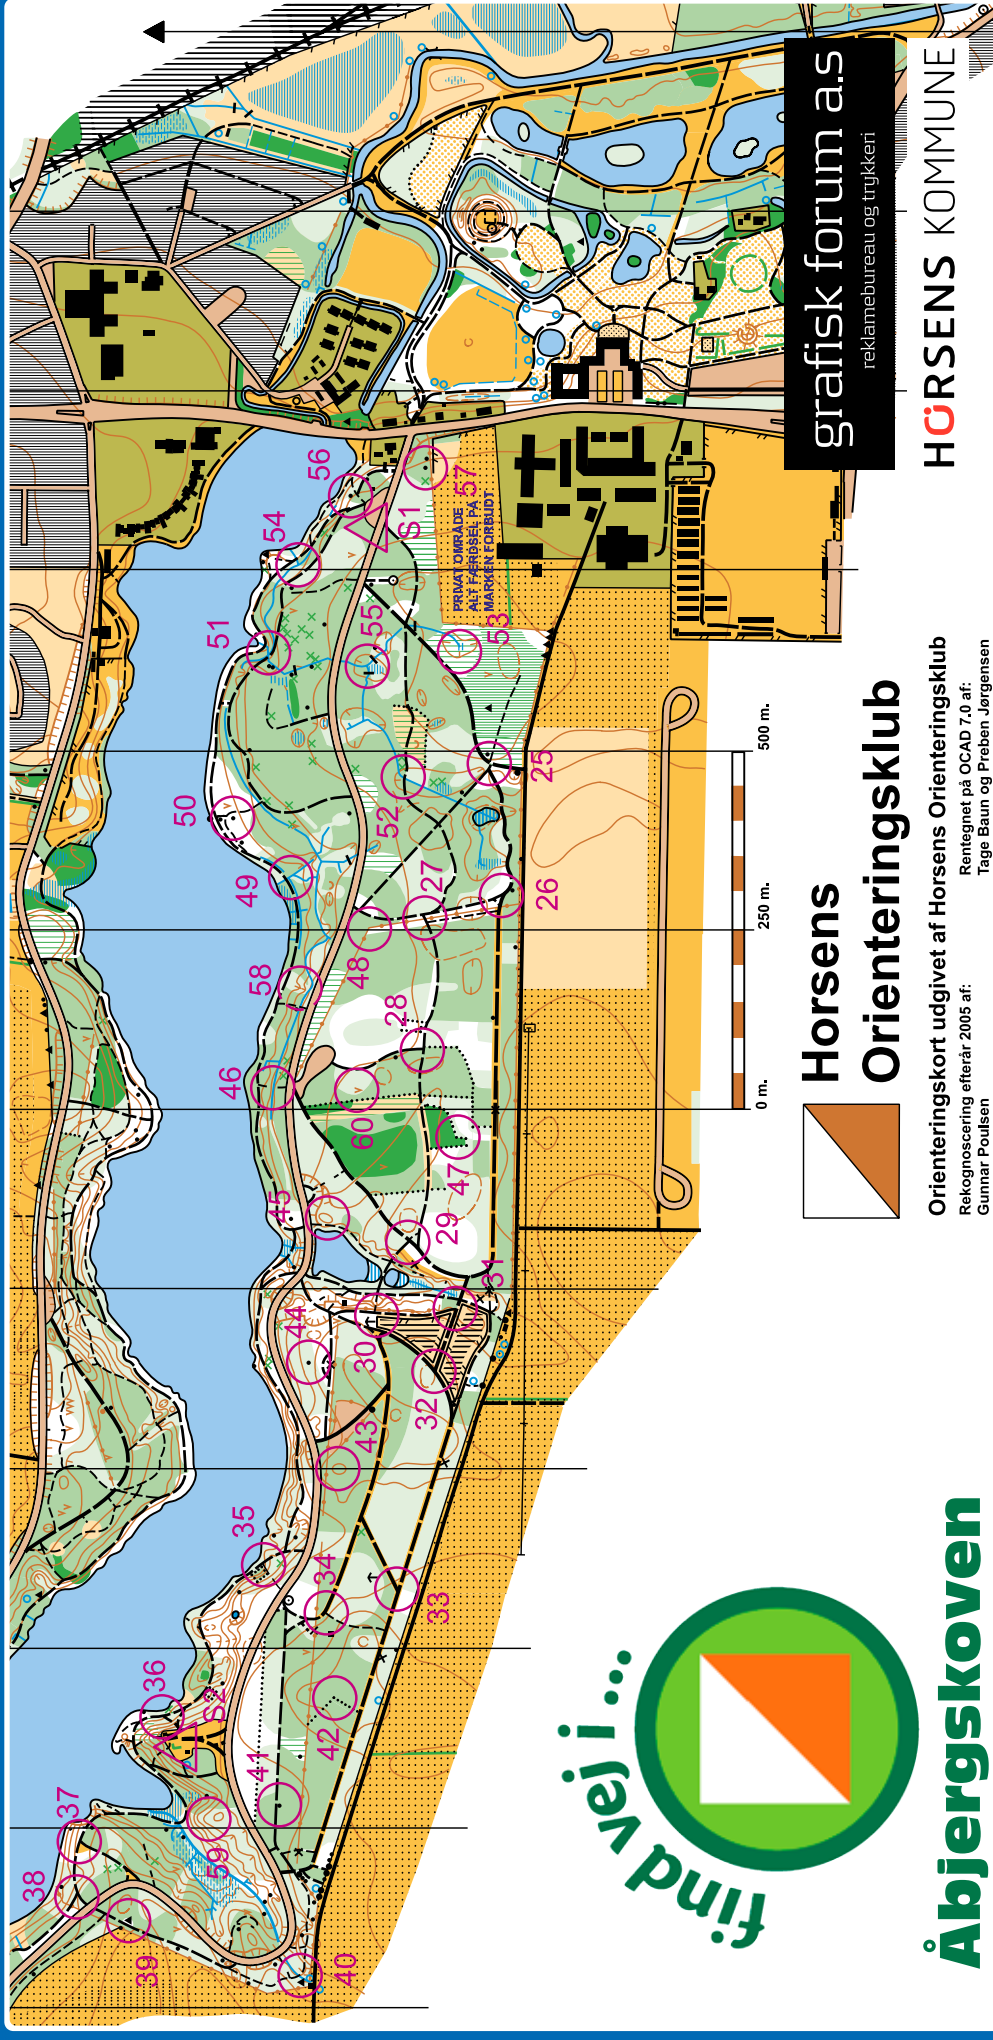 find vej i...
Åbjergskoven
Horsens
Orienteringsklub
Orienteringskort udgivet af Horsens Orienteringsklub
Rekognoscering efterår 2005 af:
Gunnar Poulsen
Rentegnet på OCAD 7.0 af:
Tage Baun og Preben Jørgensen
0 m.
250 m.
500 m.
grafisk forum a.s
reklamebureau og trykkeri
HORSENS KOMMUNE
PRIVAT OMRÅDE
ALT FÆRDSEL PÅ
MARKEN FORBUDT
S1
S2
25
26
27
28
29
30
31
32
33
34
35
36
37
38
39
40
41
42
43
44
45
46
47
48
49
50
51
52
53
54
55
56
57
58
59
60